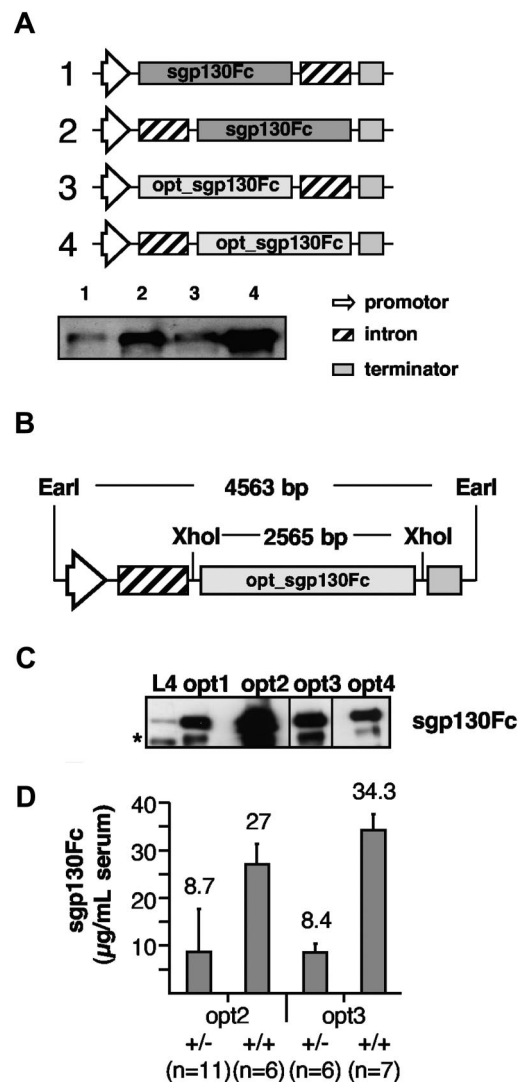 A
1 sgp130Fc
2 sgp130Fc
3 opt_sgp130Fc
4 opt_sgp130Fc
1 2 3 4
promotor
intron
terminator
B
EarI 4563 bp EarI
XhoI 2565 bp XhoI
opt_sgp130Fc
C
L4 opt1 opt2 opt3 opt4
sgp130Fc
*
D
sgp130Fc
(µg/mL serum)
40
30
20
10
8.7
27
8.4
34.3
opt2 opt3
+/- +/+ +/- +/+
(n=11) (n=6) (n=6) (n=7)